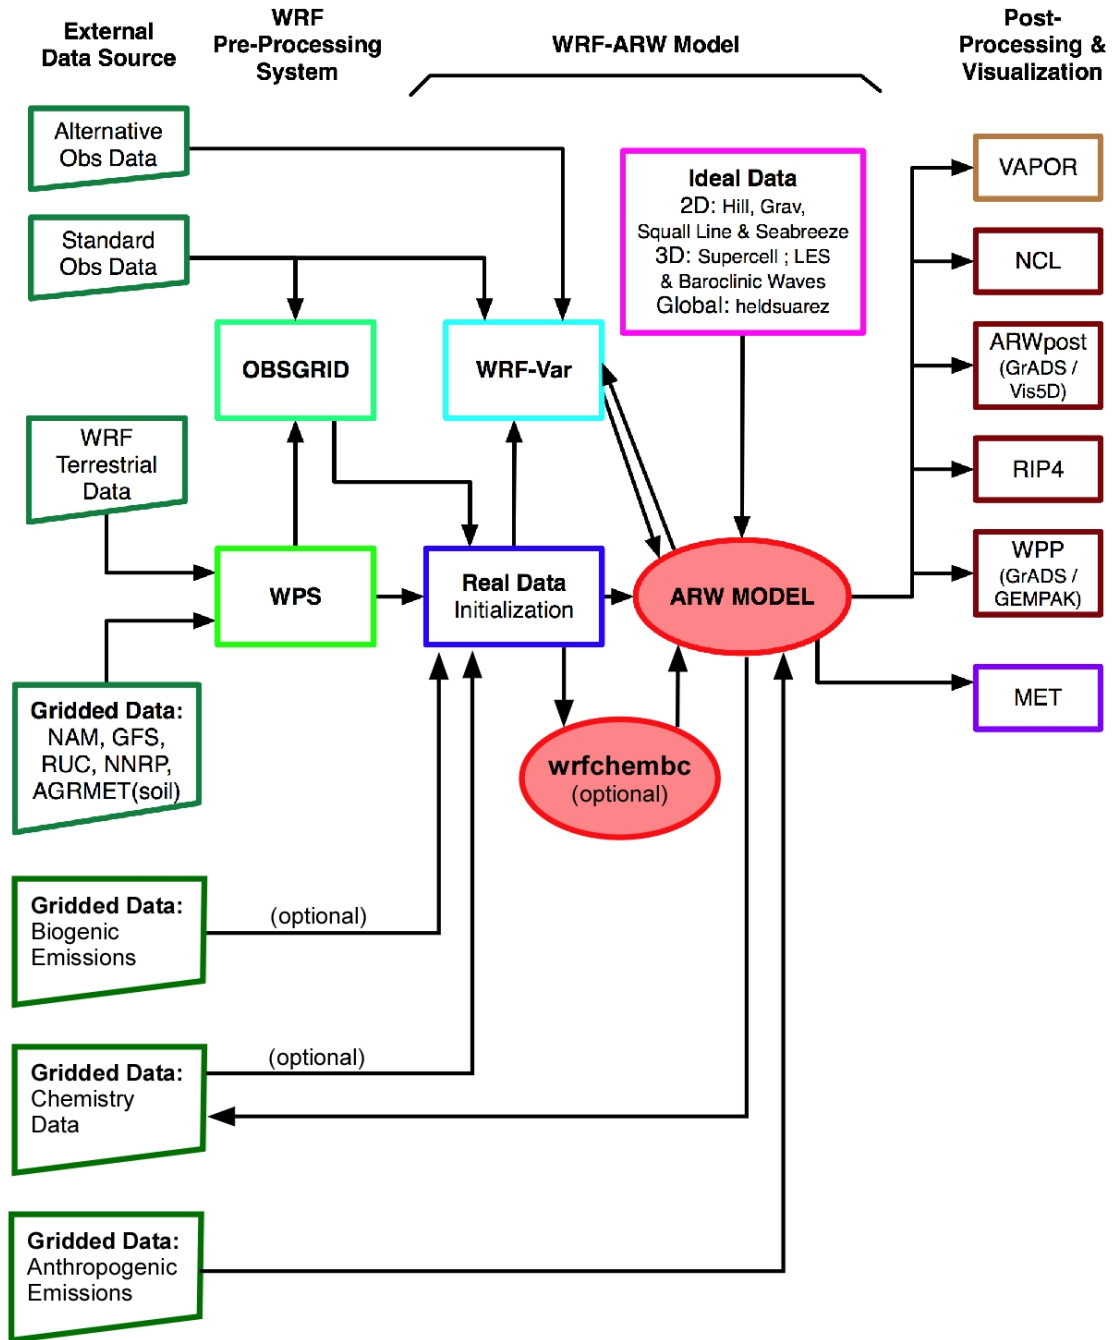 External
Data Source
WRF
Pre-Processing
System
WRF-ARW Model
Post-
Processing &
Visualization
Alternative
Obs Data
Standard
Obs Data
OBSGRID
WRF-Var
Ideal Data
2D: Hill, Grav,
Squall Line & Seabreeze
3D: Supercell ; LES
& Baroclinic Waves
Global: heldsuarez
VAPOR
NCL
ARWpost
(GrADS /
Vis5D)
RIP4
WPP
(GrADS /
GEMPAK)
MET
WRF
Terrestrial
Data
WPS
Real Data
Initialization
ARW MODEL
wrfchembc
(optional)
Gridded Data:
NAM, GFS,
RUC, NNRP,
AGRMET(soil)
Gridded Data:
Biogenic
Emissions
(optional)
Gridded Data:
Chemistry
Data
(optional)
Gridded Data:
Anthropogenic
Emissions